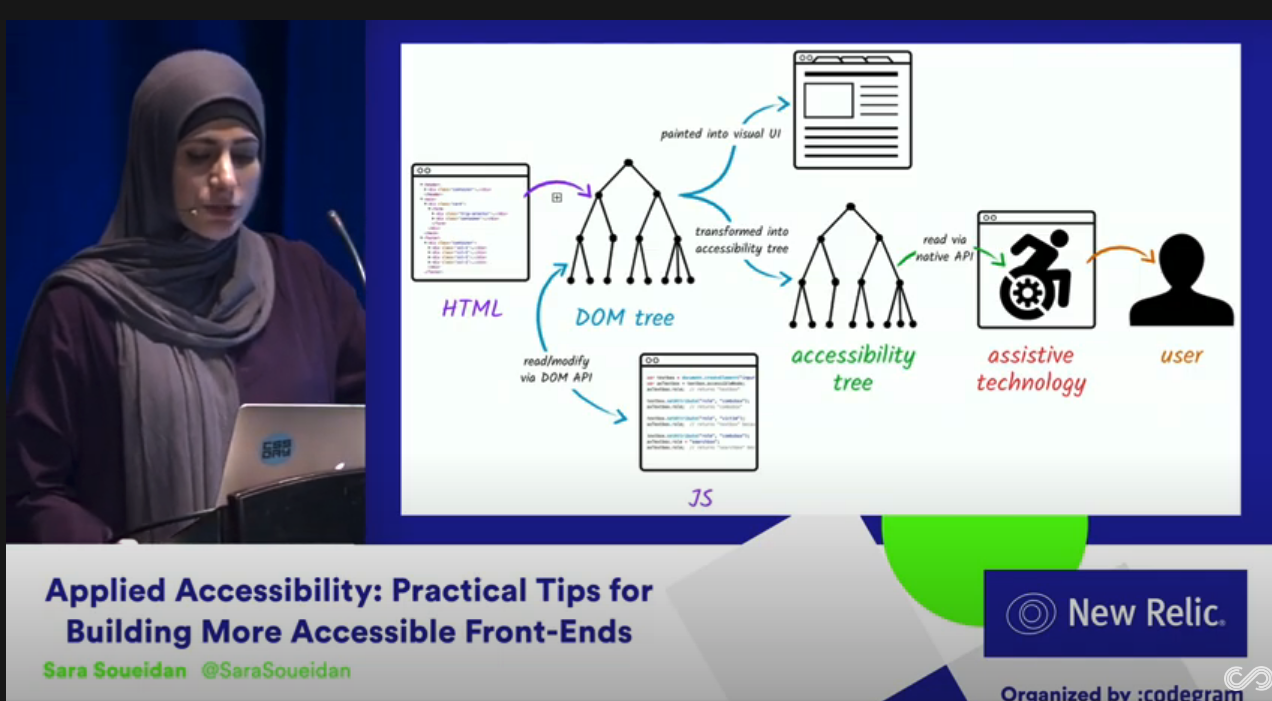 painted into visual UI
transformed into
accessibility tree
read via
native API
HTML
DOM tree
read/modify
via DOM API
accessibility
tree
assistive
technology
user
JS
CSS
DAY
Applied Accessibility: Practical Tips for
Building More Accessible Front-Ends
Sara Soueidan @SaraSoueidan
New Relic.
Organized by :codegram